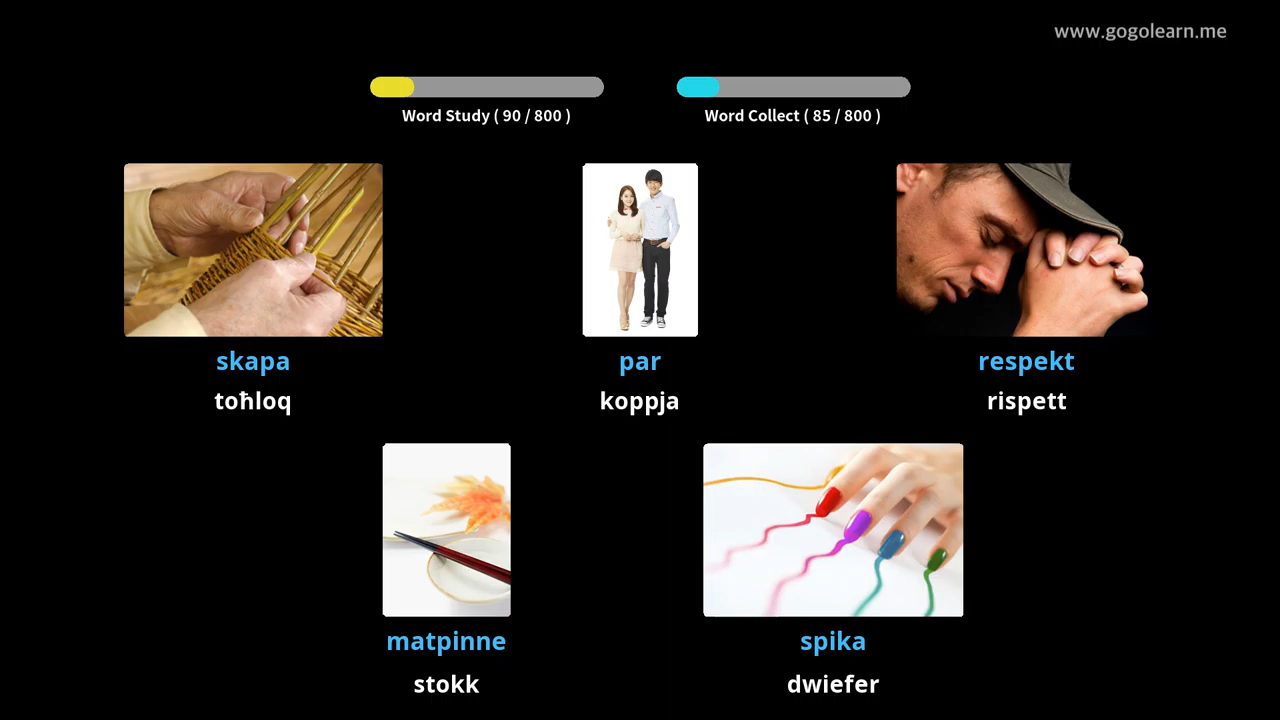 www.gogolearn.me
Word Study ( 90 / 800 )
Word Collect ( 85 / 800 )
skapa
toħloq
par
koppja
respekt
rispett
matpinne
stokk
spika
dwiefer